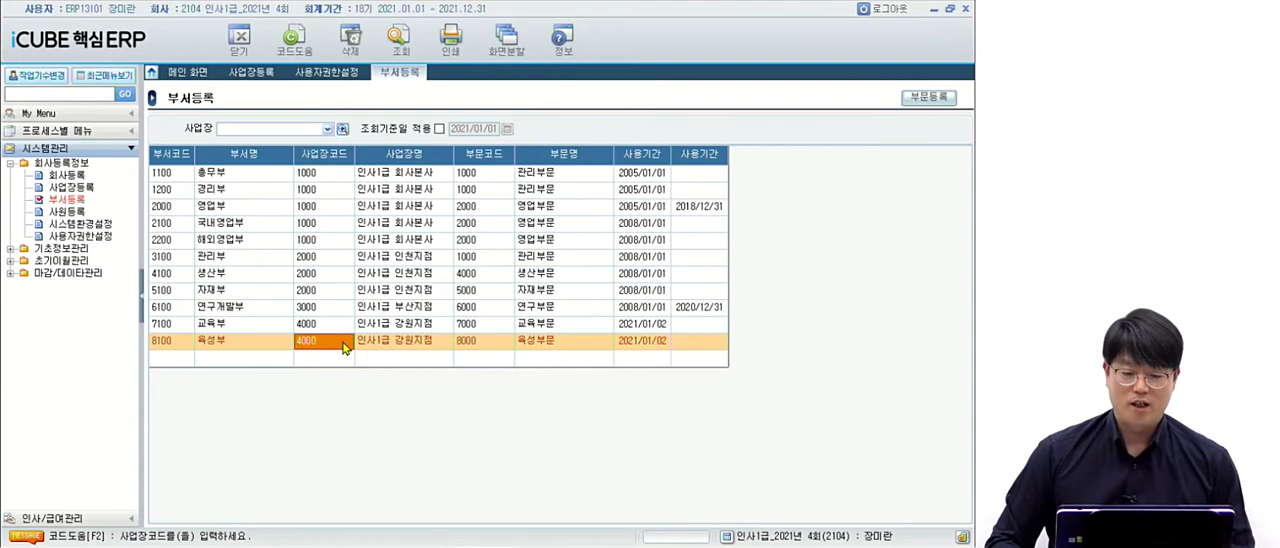 사용자 : ERP13101 장미란 회사 : 2104 인사1급_2021년 4회 회계기간 : 18기 2021.01.01 ~ 2021.12.31 로그아웃
iCUBE 핵심ERP 닫기 코드도움 삭제 조회 인쇄 화면분할 정보
작업기수변경 최근메뉴보기 메인 화면 사업장등록 사용자권한설정 부서등록
GO
부서등록 부문등록
My Menu
프로세스별 메뉴
시스템관리
회사등록정보
회사등록
사업장등록
부서등록
사원등록
시스템환경설정
사용자권한설정
기초정보관리
초기이월관리
마감/데이타관리
인사/급여관리
사업장 조회기준일 적용 2021/01/01
부서코드 부서명 사업장코드 사업장명 부문코드 부문명 사용기간 사용기간
1100 총무부 1000 인사1급 회사본사 1000 관리부문 2005/01/01
1200 경리부 1000 인사1급 회사본사 1000 관리부문 2005/01/01
2000 영업부 1000 인사1급 회사본사 2000 영업부문 2005/01/01 2018/12/31
2100 국내영업부 1000 인사1급 회사본사 2000 영업부문 2008/01/01
2200 해외영업부 1000 인사1급 회사본사 2000 영업부문 2008/01/01
3100 관리부 2000 인사1급 인천지점 1000 관리부문 2008/01/01
4100 생산부 2000 인사1급 인천지점 4000 생산부문 2008/01/01
5100 자재부 2000 인사1급 인천지점 5000 자재부문 2008/01/01
6100 연구개발부 3000 인사1급 부산지점 6000 연구부문 2008/01/01 2020/12/31
7100 교육부 4000 인사1급 강원지점 7000 교육부문 2021/01/02
8100 육성부 4000 인사1급 강원지점 8000 육성부문 2021/01/02
MESSAGE 코드도움[F2] : 사업장코드를(을) 입력하세요. 인사1급_2021년 4회(2104) : 장미란